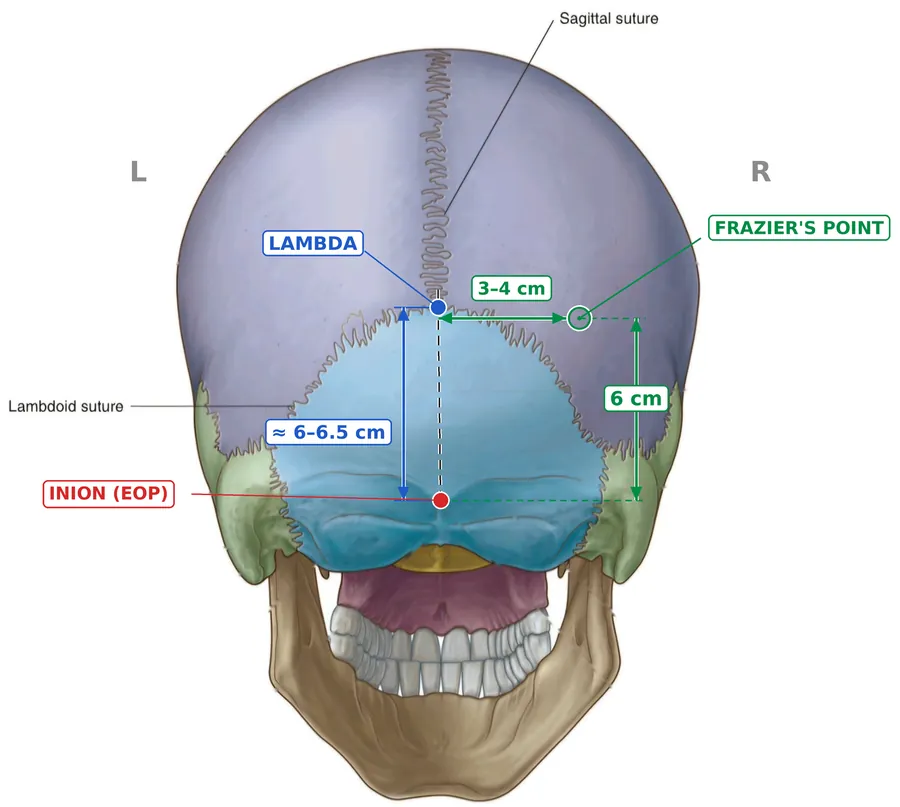 Sagittal suture
L
R
FRAZIER'S POINT
LAMBDA
3–4 cm
6 cm
Lambdoid suture
≈ 6–6.5 cm
INION (EOP)